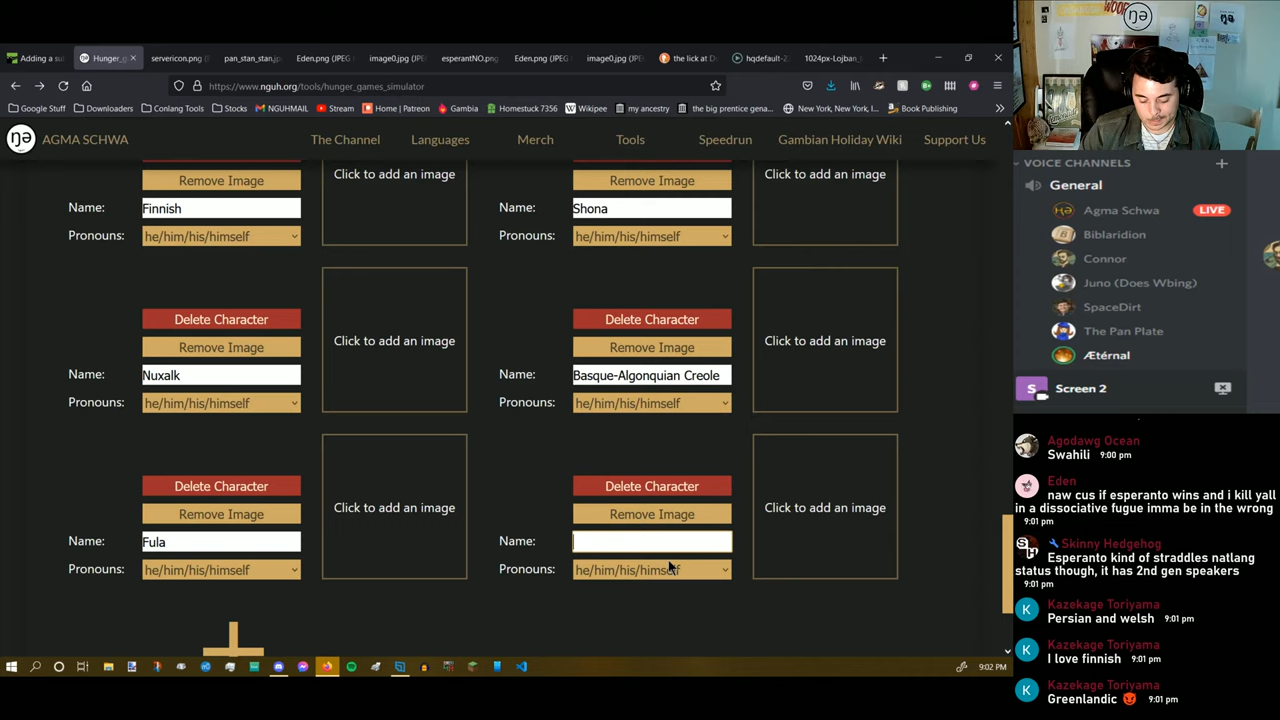 Adding a su
Hunger_g
servericon.png (
pan_stan_stan.jp
Eden.png (JPEG
image0.jpg (JPE
esperantNO.png
Eden.png (JPEG
image0.jpg (JPE
the lick at D
hqdefault-2
1024px-Lojban_
https://www.nguh.org/tools/hunger_games_simulator
Google Stuff
Conlang Tools
Stocks
NGUHMAIL
Stream
Home | Patreon
Gambia
Homestuck 7356
Wikipee
my ancestry
the big prentice gena...
New York, New York, ...
Book Publishing
ŋə
AGMA SCHWA
The Channel
Languages
Merch
Tools
Speedrun
Gambian Holiday Wiki
Support Us
Remove Image
Click to add an image
Remove Image
Click to add an image
Name:
Finnish
Name:
Shona
Pronouns:
he/him/his/himself
Pronouns:
he/him/his/himself
Delete Character
Delete Character
Remove Image
Click to add an image
Remove Image
Click to add an image
Name:
Nuxalk
Name:
Basque-Algonquian Creole
Pronouns:
he/him/his/himself
Pronouns:
he/him/his/himself
Delete Character
Delete Character
Remove Image
Click to add an image
Remove Image
Click to add an image
Name:
Fula
Name:
Pronouns:
he/him/his/himself
Pronouns:
he/him/his/himself
9:02 PM
ŋə
VOICE CHANNELS
General
Agma Schwa
LIVE
Biblaridion
Connor
Juno (Does Wbing)
SpaceDirt
The Pan Plate
Ætérnal
S
Screen 2
Agodawg Ocean
Swahili 9:00 pm
Eden
naw cus if esperanto wins and i kill yall
in a dissociative fugue imma be in the wrong
9:01 pm
Skinny Hedgehog
Esperanto kind of straddles natlang
status though, it has 2nd gen speakers
9:01 pm
K
Kazekage Toriyama
Persian and welsh 9:01 pm
K
Kazekage Toriyama
I love finnish 9:01 pm
K
Kazekage Toriyama
Greenlandic 😈 9:01 pm